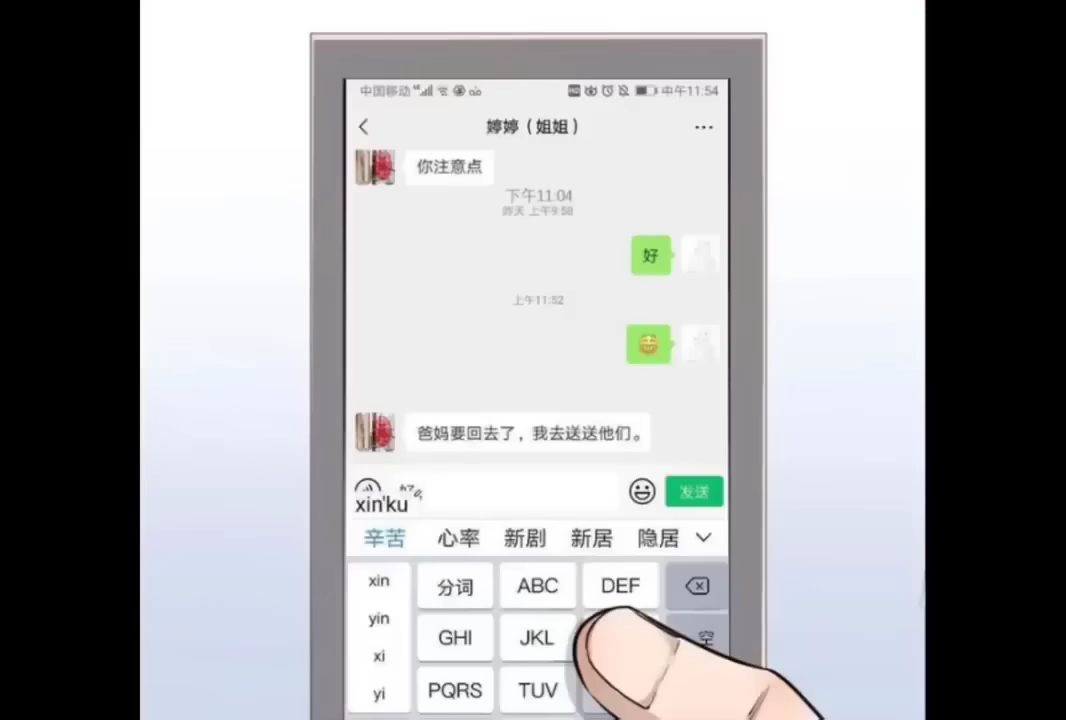 中国移动 中午11:54
婷婷（姐姐）
你注意点
下午11:04
昨天 上午9:58
好
上午11:52
爸妈要回去了，我去送送他们。
发送
xin'ku
辛苦 心率 新剧 新居 隐居
xin 分词 ABC DEF
yin GHI JKL 空
xi
yi PQRS TUV